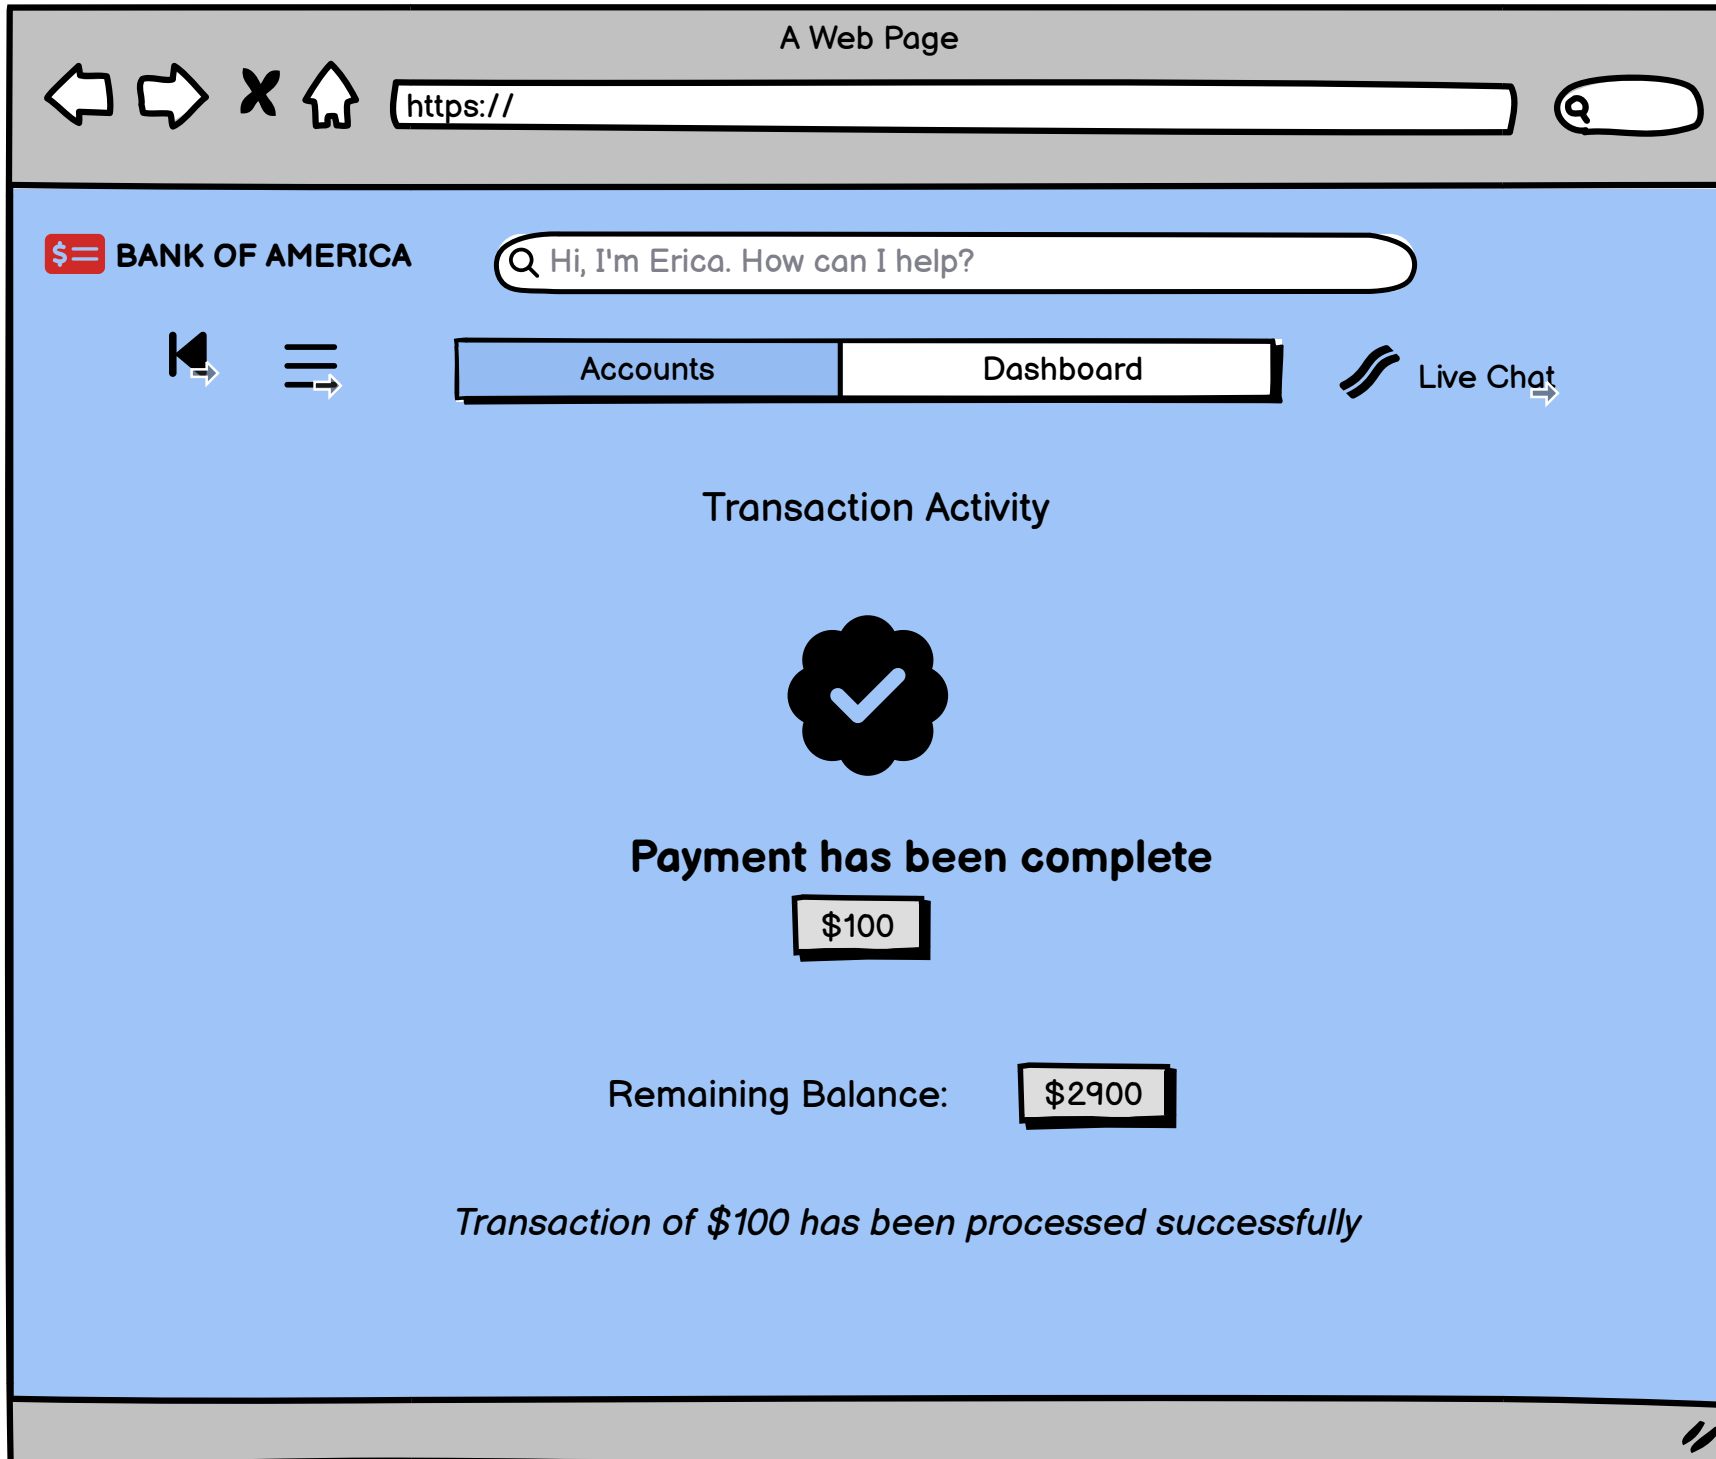 A Web Page
https://
BANK OF AMERICA
Hi, I'm Erica. How can I help?
Accounts
Dashboard
Live Chat
Transaction Activity
Payment has been complete
$100
Remaining Balance:
$2900
Transaction of $100 has been processed successfully